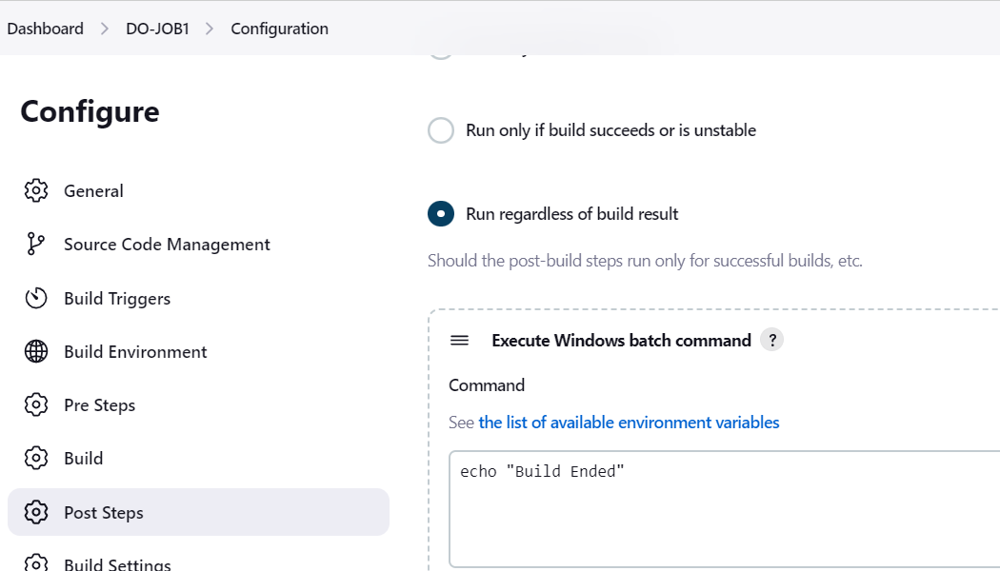 Dashboard > DO-JOB1 > Configuration
Configure
General
Source Code Management
Build Triggers
Build Environment
Pre Steps
Build
Post Steps
Build Settings
Run only if build succeeds or is unstable
Run regardless of build result
Should the post-build steps run only for successful builds, etc.
Execute Windows batch command ?
Command
See the list of available environment variables
echo "Build Ended"